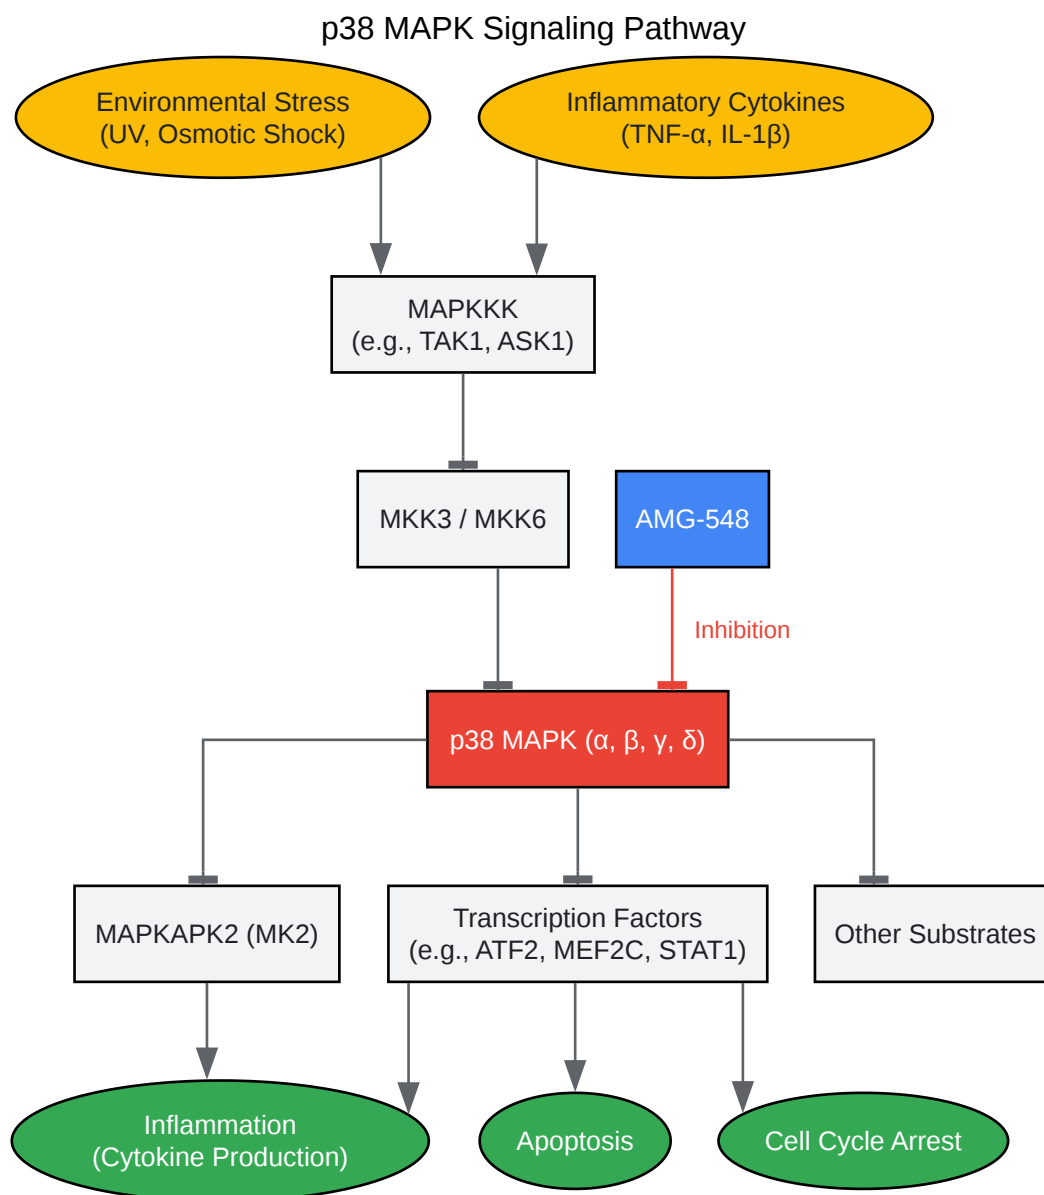 p38 MAPK Signaling Pathway
Environmental Stress
(UV, Osmotic Shock)
Inflammatory Cytokines
(TNF-α, IL-1β)
MAPKKK
(e.g., TAK1, ASK1)
MKK3 / MKK6
AMG-548
Inhibition
p38 MAPK (α, β, γ, δ)
MAPKAPK2 (MK2)
Transcription Factors
(e.g., ATF2, MEF2C, STAT1)
Other Substrates
Inflammation
(Cytokine Production)
Apoptosis
Cell Cycle Arrest